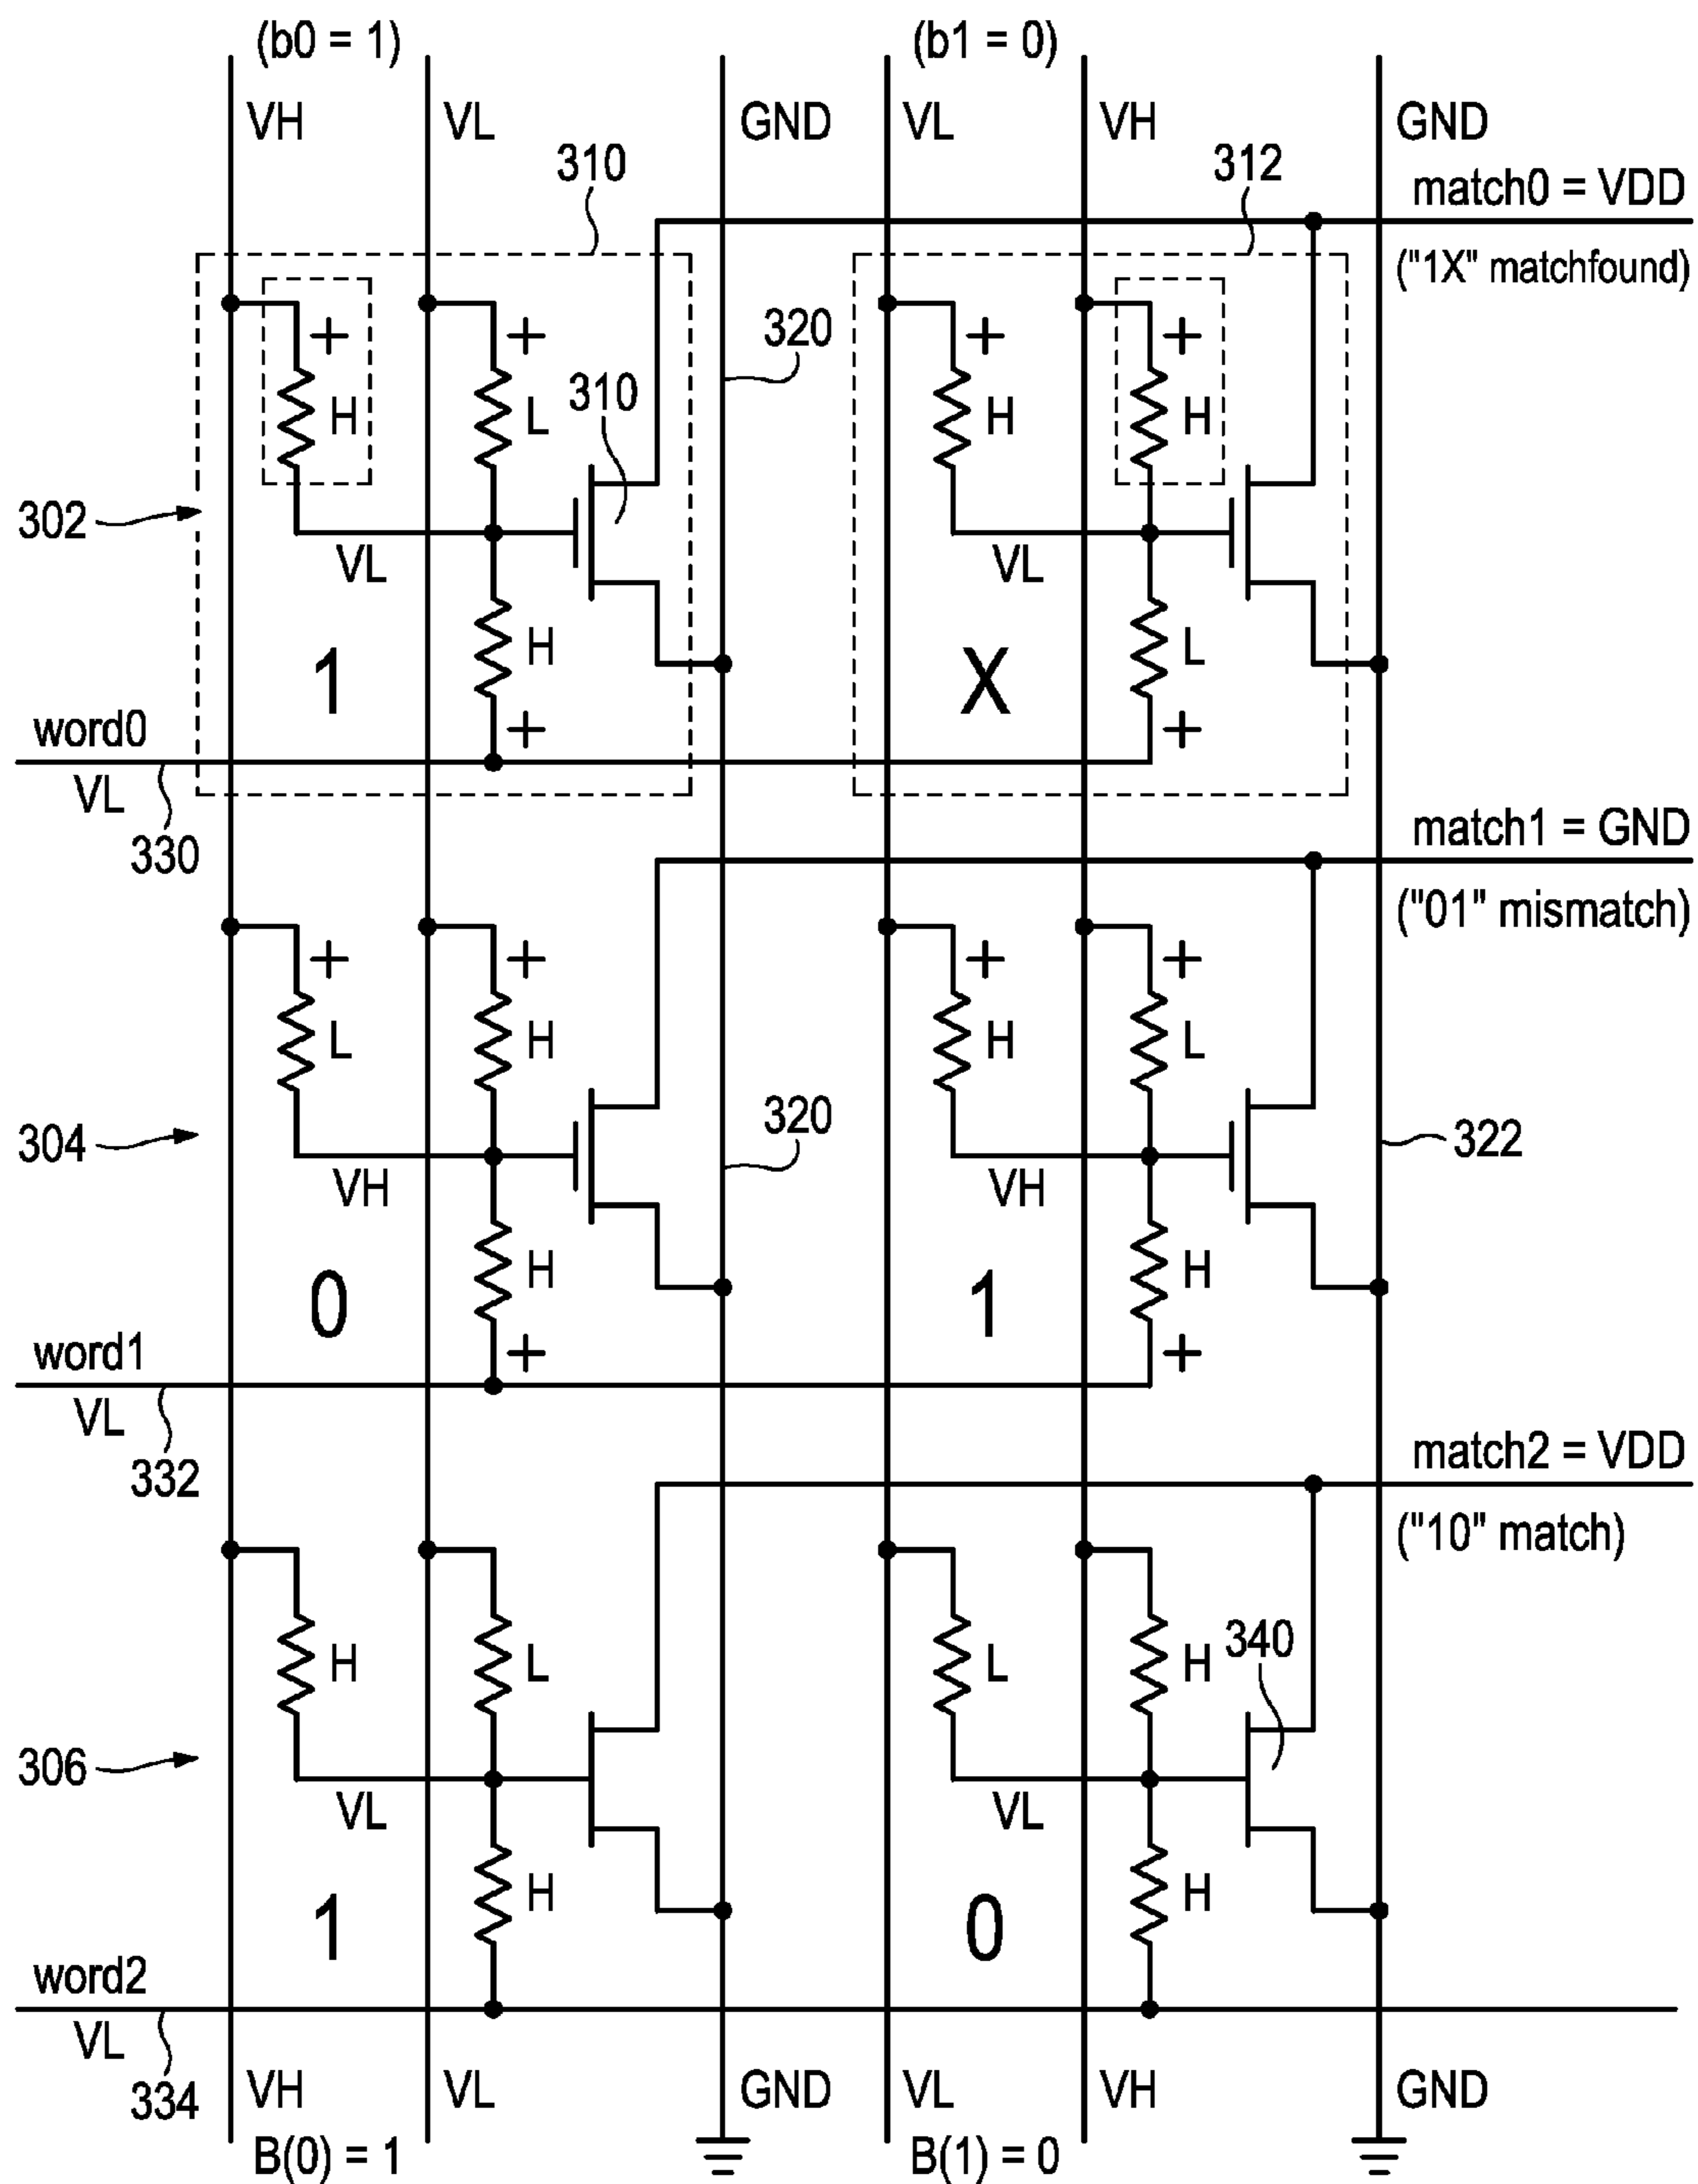 (b0 = 1) (b1 = 0)
VH VL GND VL VH GND
310 312
match0 = VDD
("1X" matchfound)
+ + 320 + +
310
H L H H
302
VL VL
H L
1 X
word0 + +
VL
330
match1 = GND
("01" mismatch)
+ + + +
L H H L
304 320 322
VH VH
H H
0 1
word1 + +
VL
332
match2 = VDD
("10" match)
340
H L L H
306
VL VL
H H
1 0
word2
VL
334
VH VL GND VL VH GND
B(0) = 1 B(1) = 0